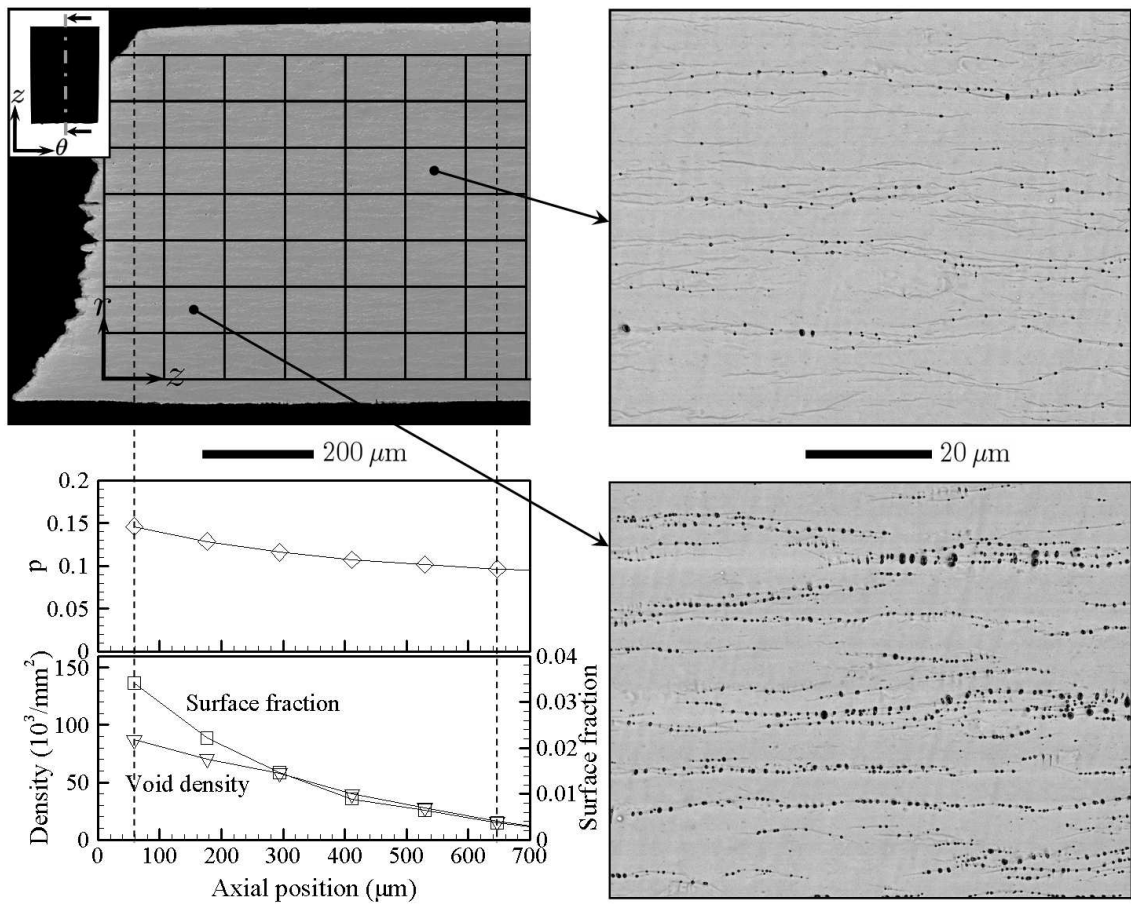 z
θ
r
z
200 μm
20 μm
0.2
0.15
0.1
0.05
0
p
150
100
50
0
Density (10³/mm²)
0.04
0.03
0.02
0.01
0
Surface fraction
Surface fraction
Void density
0 100 200 300 400 500 600 700
Axial position (μm)